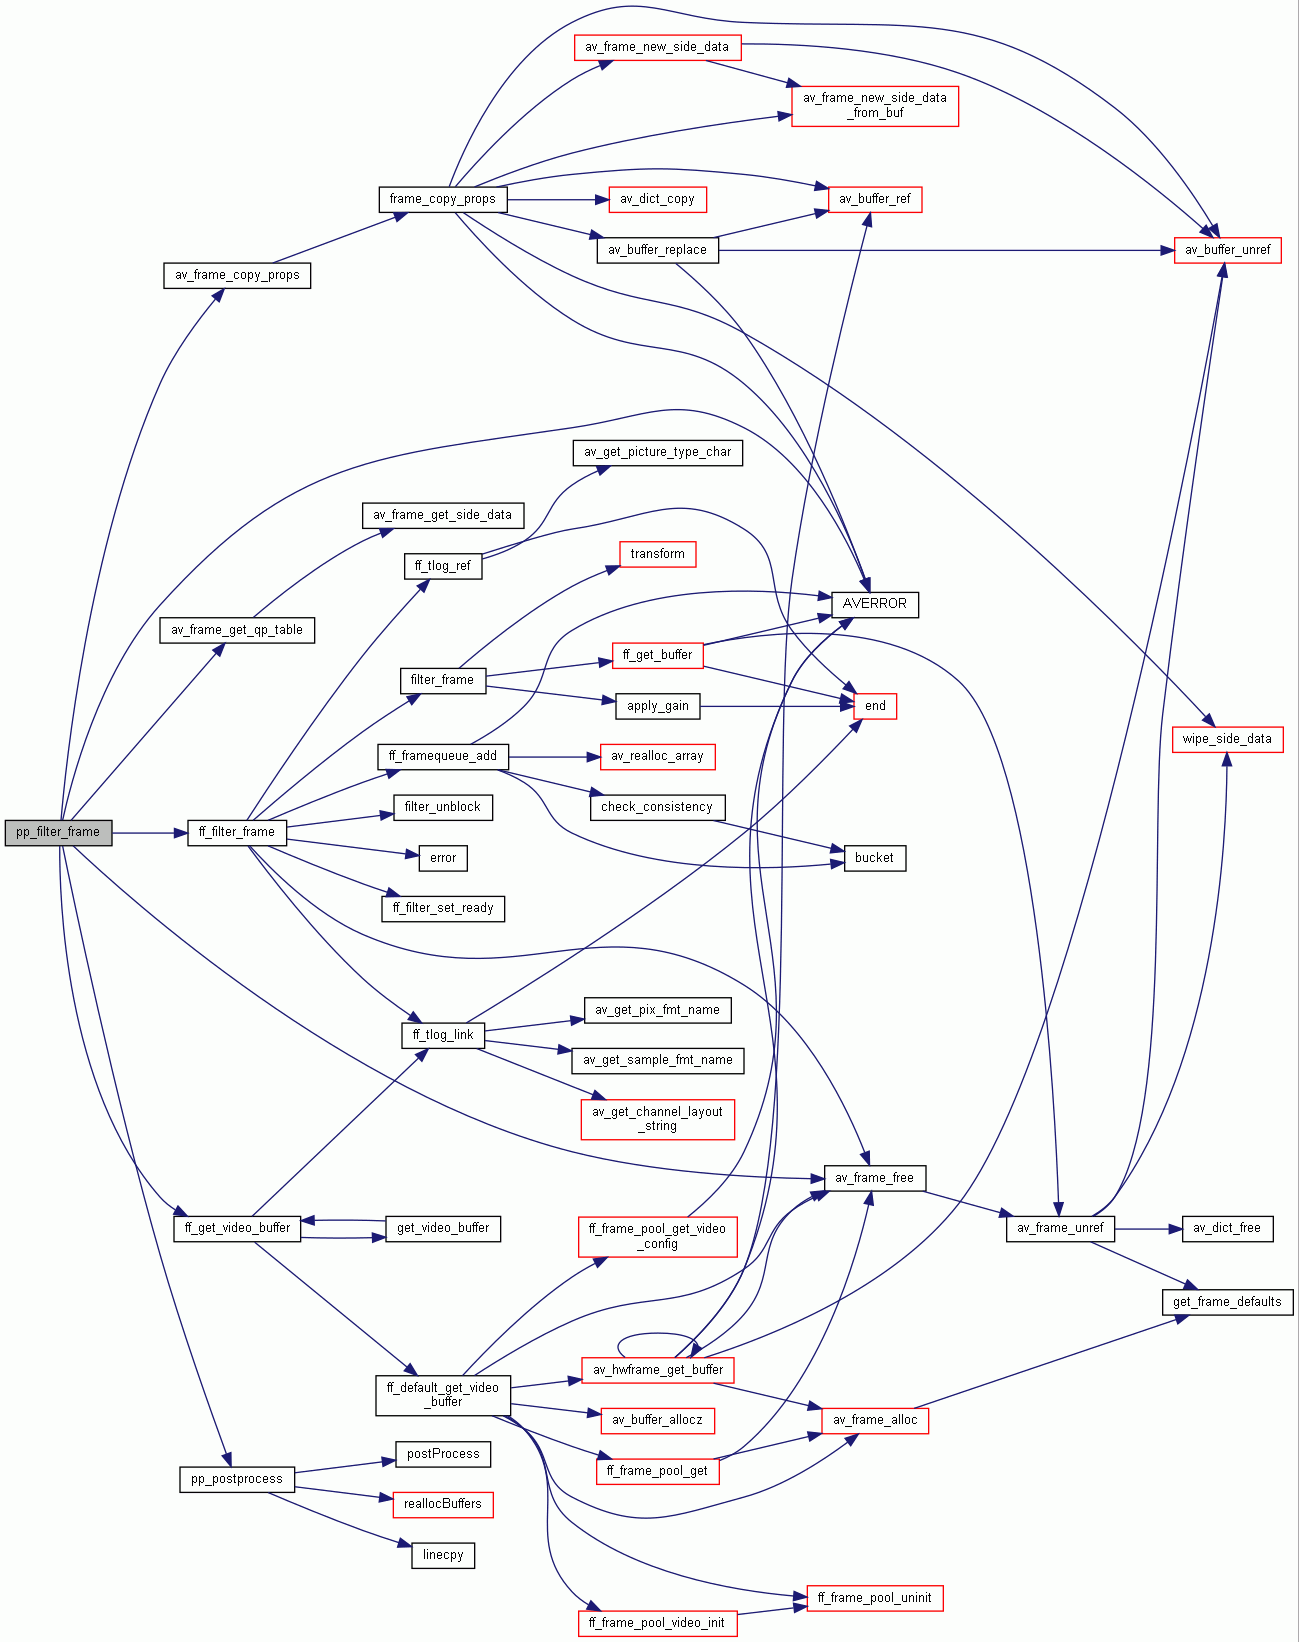 av_frame_new_side_data
av_frame_new_side_data
_from_buf
frame_copy_props
av_dict_copy
av_buffer_ref
av_buffer_replace
av_buffer_unref
av_frame_copy_props
av_get_picture_type_char
av_frame_get_side_data
ff_tlog_ref
transform
AVERROR
av_frame_get_qp_table
ff_get_buffer
filter_frame
apply_gain
end
wipe_side_data
ff_framequeue_add
av_realloc_array
filter_unblock
check_consistency
pp_filter_frame
ff_filter_frame
error
bucket
ff_filter_set_ready
av_get_pix_fmt_name
ff_tlog_link
av_get_sample_fmt_name
av_get_channel_layout
_string
av_frame_free
ff_get_video_buffer
get_video_buffer
ff_frame_pool_get_video
_config
av_frame_unref
av_dict_free
get_frame_defaults
av_hwframe_get_buffer
ff_default_get_video
_buffer
av_buffer_allocz
av_frame_alloc
postProcess
pp_postprocess
ff_frame_pool_get
reallocBuffers
linecpy
ff_frame_pool_uninit
ff_frame_pool_video_init